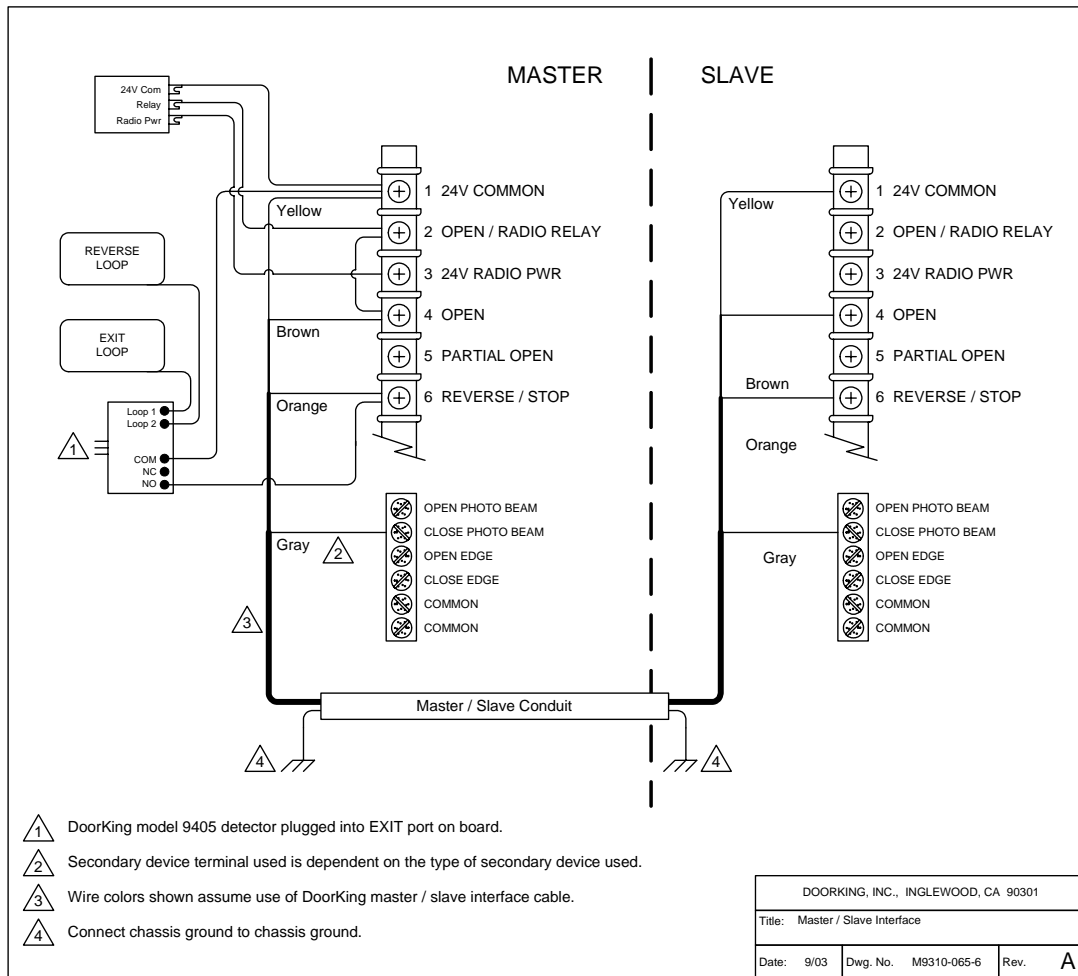 MASTER
SLAVE
24V Com
Relay
Radio Pwr
REVERSE
LOOP
EXIT
LOOP
Loop 1
Loop 2
COM
NC
NO
1
Yellow
Brown
Orange
Gray
2
3
1 24V COMMON
2 OPEN / RADIO RELAY
3 24V RADIO PWR
4 OPEN
5 PARTIAL OPEN
6 REVERSE / STOP
OPEN PHOTO BEAM
CLOSE PHOTO BEAM
OPEN EDGE
CLOSE EDGE
COMMON
COMMON
Yellow
Brown
Orange
Gray
1 24V COMMON
2 OPEN / RADIO RELAY
3 24V RADIO PWR
4 OPEN
5 PARTIAL OPEN
6 REVERSE / STOP
OPEN PHOTO BEAM
CLOSE PHOTO BEAM
OPEN EDGE
CLOSE EDGE
COMMON
COMMON
Master / Slave Conduit
4
4
1 DoorKing model 9405 detector plugged into EXIT port on board.
2 Secondary device terminal used is dependent on the type of secondary device used.
3 Wire colors shown assume use of DoorKing master / slave interface cable.
4 Connect chassis ground to chassis ground.
DOORKING, INC., INGLEWOOD, CA 90301
Title: Master / Slave Interface
Date: 9/03 Dwg. No. M9310-065-6 Rev. A